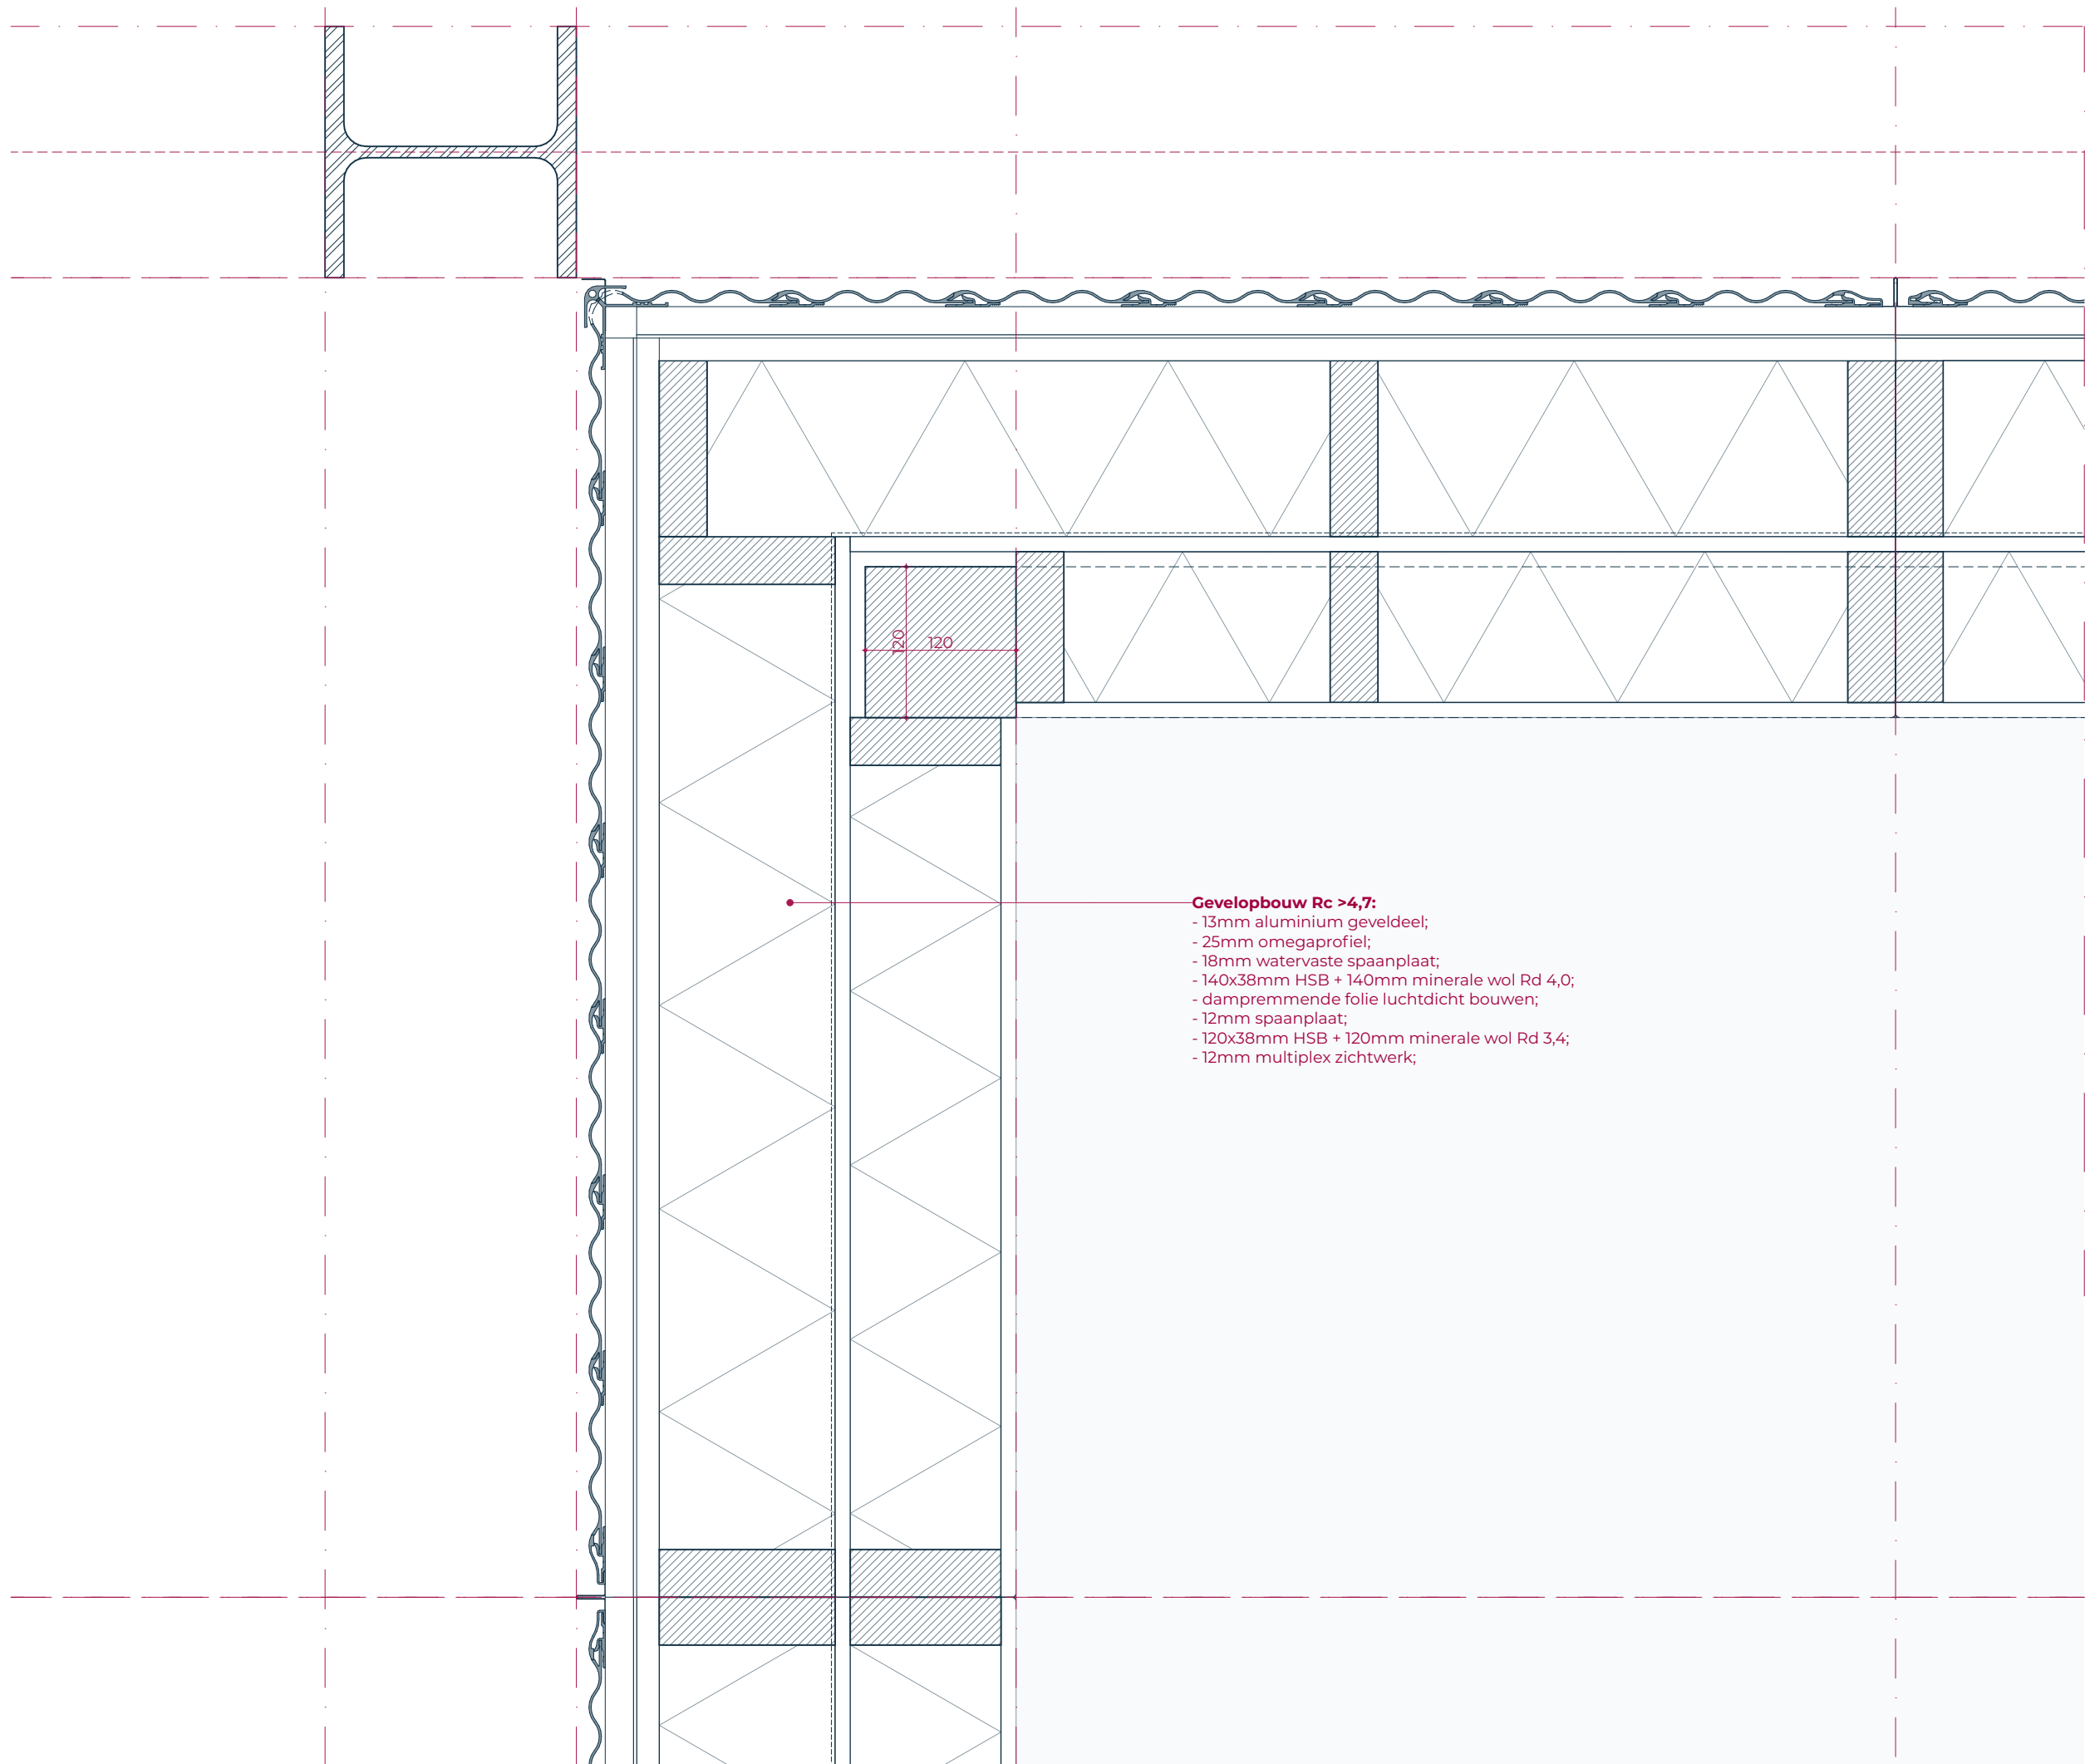 120
120
Gevelopbouw Rc >4,7:
- 13mm aluminium geveldeel;
- 25mm omegaprofiel;
- 18mm watervaste spaanplaat;
- 140x38mm HSB + 140mm minerale wol Rd 4,0;
- dampremmende folie luchtdicht bouwen;
- 12mm spaanplaat;
- 120x38mm HSB + 120mm minerale wol Rd 3,4;
- 12mm multiplex zichtwerk;